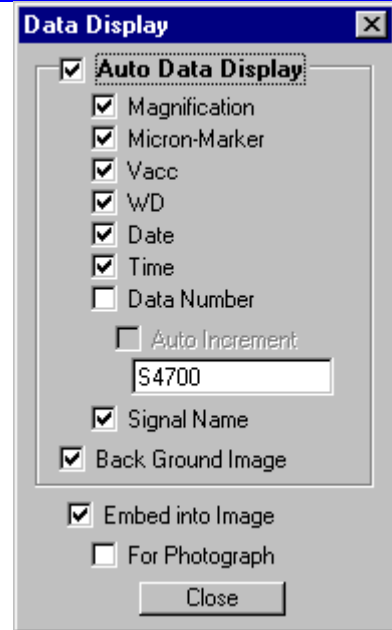 Data Display
Auto Data Display
Magnification
Micron-Marker
Vacc
WD
Date
Time
Data Number
Auto Increment
S4700
Signal Name
Back Ground Image
Embed into Image
For Photograph
Close